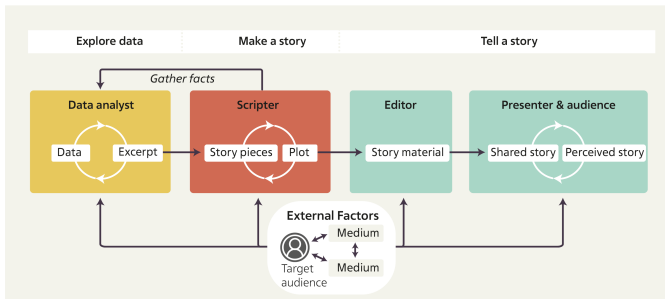 Explore data
Make a story
Tell a story
Gather facts
Data analyst
Scripter
Editor
Presenter & audience
Data
Excerpt
Story pieces
Plot
Story material
Shared story
Perceived story
External Factors
Medium
Target
audience
Medium